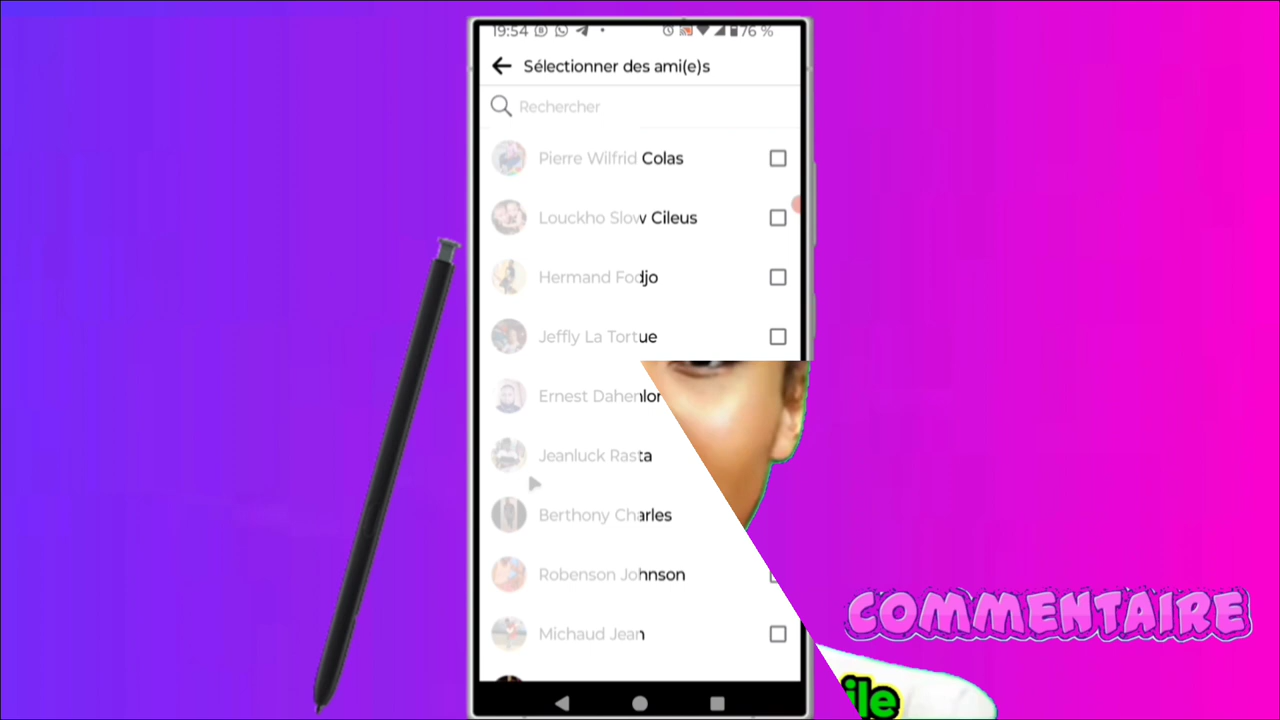 19:54 76 %
Sélectionner des ami(e)s
Rechercher
Pierre Wilfrid Colas
Louckho Slow Cileus
Hermand Fodjo
Jeffly La Tortue
Ernest Dahenlor
Jeanluck Rasta
Berthony Charles
Robenson Johnson
Michaud Jean
COMMENTAIRE
ile